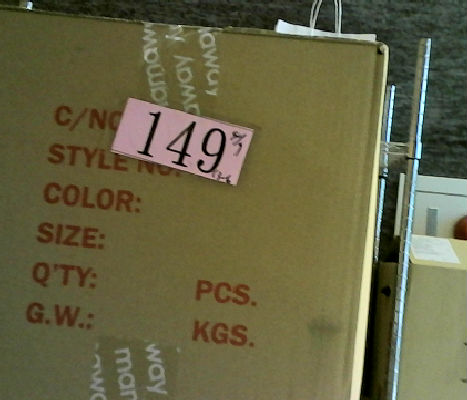 C/NO
149
STYLE NO.
COLOR:
SIZE:
Q'TY: PCS.
G.W.: KGS.